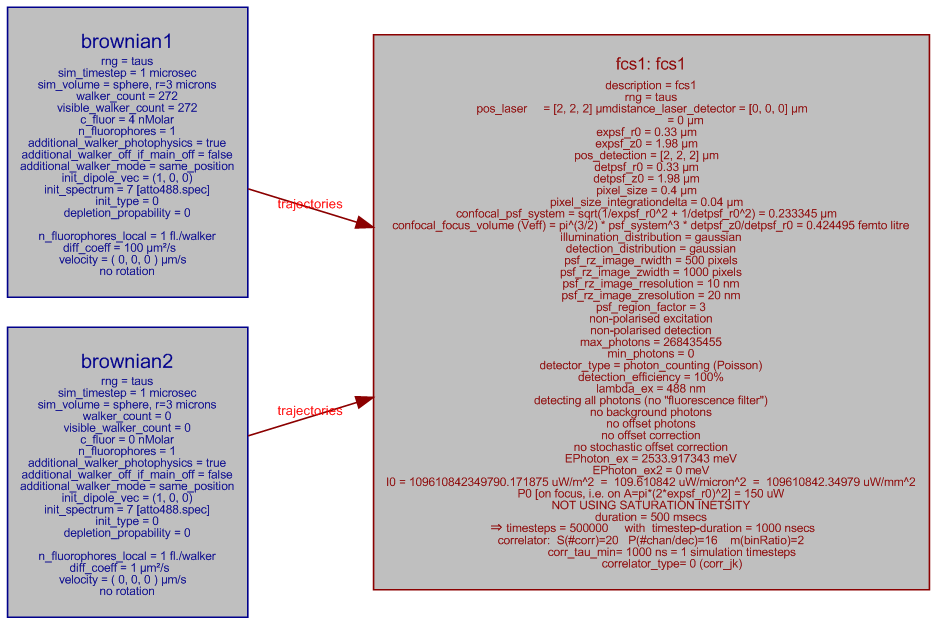 brownian1
rng = taus
sim_timestep = 1 microsec
sim_volume = sphere, r=3 microns
walker_count = 272
visible_walker_count = 272
c_fluor = 4 nMolar
n_fluorophores = 1
additional_walker_photophysics = true
additional_walker_off_if_main_off = false
additional_walker_mode = same_position
init_dipole_vec = (1, 0, 0)
init_spectrum = 7 [atto488.spec]
init_type = 0
depletion_propability = 0
n_fluorophores_local = 1 fl./walker
diff_coeff = 100 µm²/s
velocity = ( 0, 0, 0 ) µm/s
no rotation
trajectories
brownian2
rng = taus
sim_timestep = 1 microsec
sim_volume = sphere, r=3 microns
walker_count = 0
visible_walker_count = 0
c_fluor = 0 nMolar
n_fluorophores = 1
additional_walker_photophysics = true
additional_walker_off_if_main_off = false
additional_walker_mode = same_position
init_dipole_vec = (1, 0, 0)
init_spectrum = 7 [atto488.spec]
init_type = 0
depletion_propability = 0
n_fluorophores_local = 1 fl./walker
diff_coeff = 1 µm²/s
velocity = ( 0, 0, 0 ) µm/s
no rotation
trajectories
fcs1: fcs1
description = fcs1
rng = taus
pos_laser     = [2, 2, 2] µmdistance_laser_detector = [0, 0, 0] µm
= 0 µm
expsf_r0 = 0.33 µm
expsf_z0 = 1.98 µm
pos_detection = [2, 2, 2] µm
detpsf_r0 = 0.33 µm
detpsf_z0 = 1.98 µm
pixel_size = 0.4 µm
pixel_size_integrationdelta = 0.04 µm
confocal_psf_system = sqrt(1/expsf_r0^2 + 1/detpsf_r0^2) = 0.233345 µm
confocal_focus_volume (Veff) = pi^(3/2) * psf_system^3 * detpsf_z0/detpsf_r0 = 0.424495 femto litre
illumination_distribution = gaussian
detection_distribution = gaussian
psf_rz_image_rwidth = 500 pixels
psf_rz_image_zwidth = 1000 pixels
psf_rz_image_rresolution = 10 nm
psf_rz_image_zresolution = 20 nm
psf_region_factor = 3
non-polarised excitation
non-polarised detection
max_photons = 268435455
min_photons = 0
detector_type = photon_counting (Poisson)
detection_efficiency = 100%
lambda_ex = 488 nm
detecting all photons (no "fluorescence filter")
no background photons
no offset photons
no offset correction
no stochastic offset correction
EPhoton_ex = 2533.917343 meV
EPhoton_ex2 = 0 meV
I0 = 109610842349790.171875 uW/m^2  =  109.610842 uW/micron^2  =  109610842.34979 uW/mm^2
P0 [on focus, i.e. on A=pi*(2*expsf_r0)^2] = 150 uW
NOT USING SATURATION INETSITY
duration = 500 msecs
⇒ timesteps = 500000     with  timestep-duration = 1000 nsecs
correlator:  S(#corr)=20   P(#chan/dec)=16    m(binRatio)=2
corr_tau_min= 1000 ns = 1 simulation timesteps
correlator_type= 0 (corr_jk)